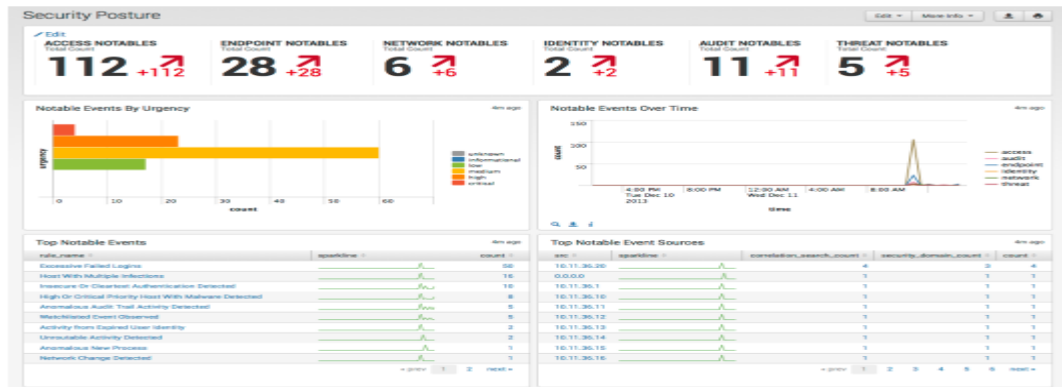 Security Posture
Edit
More Info
Edit
ACCESS NOTABLES
Total Count
112 +112
ENDPOINT NOTABLES
Total Count
28 +28
NETWORK NOTABLES
Total Count
6 +6
IDENTITY NOTABLES
Total Count
2 +2
AUDIT NOTABLES
Total Count
11 +11
THREAT NOTABLES
Total Count
5 +5
Notable Events By Urgency
4m ago
urgency
unknown
informational
low
medium
high
critical
0 10 20 30 40 50 60
count
Notable Events Over Time
4m ago
150
100
50
count
access
audit
endpoint
identity
network
threat
4:00 PM 8:00 PM 12:00 AM 4:00 AM 8:00 AM
Tue Dec 10 Wed Dec 11
2013
time
Top Notable Events
4m ago
rule_name sparkline count
Excessive Failed Logins 50
Host With Multiple Infections 16
Insecure Or Cleartext Authentication Detected 10
High Or Critical Priority Host With Malware Detected 8
Anomalous Audit Trail Activity Detected 5
Watchlisted Event Observed 5
Activity from Expired User Identity 2
Unroutable Activity Detected 2
Anomalous New Process 1
Network Change Detected 1
« prev 1 2 next »
Top Notable Event Sources
4m ago
src sparkline correlation_search_count security_domain_count count
10.11.36.20 4 3 4
0.0.0.0 1 1 1
10.11.36.1 1 1 1
10.11.36.10 1 1 1
10.11.36.11 1 1 1
10.11.36.12 1 1 1
10.11.36.13 1 1 1
10.11.36.14 1 1 1
10.11.36.15 1 1 1
10.11.36.16 1 1 1
« prev 1 2 3 4 5 6 next »